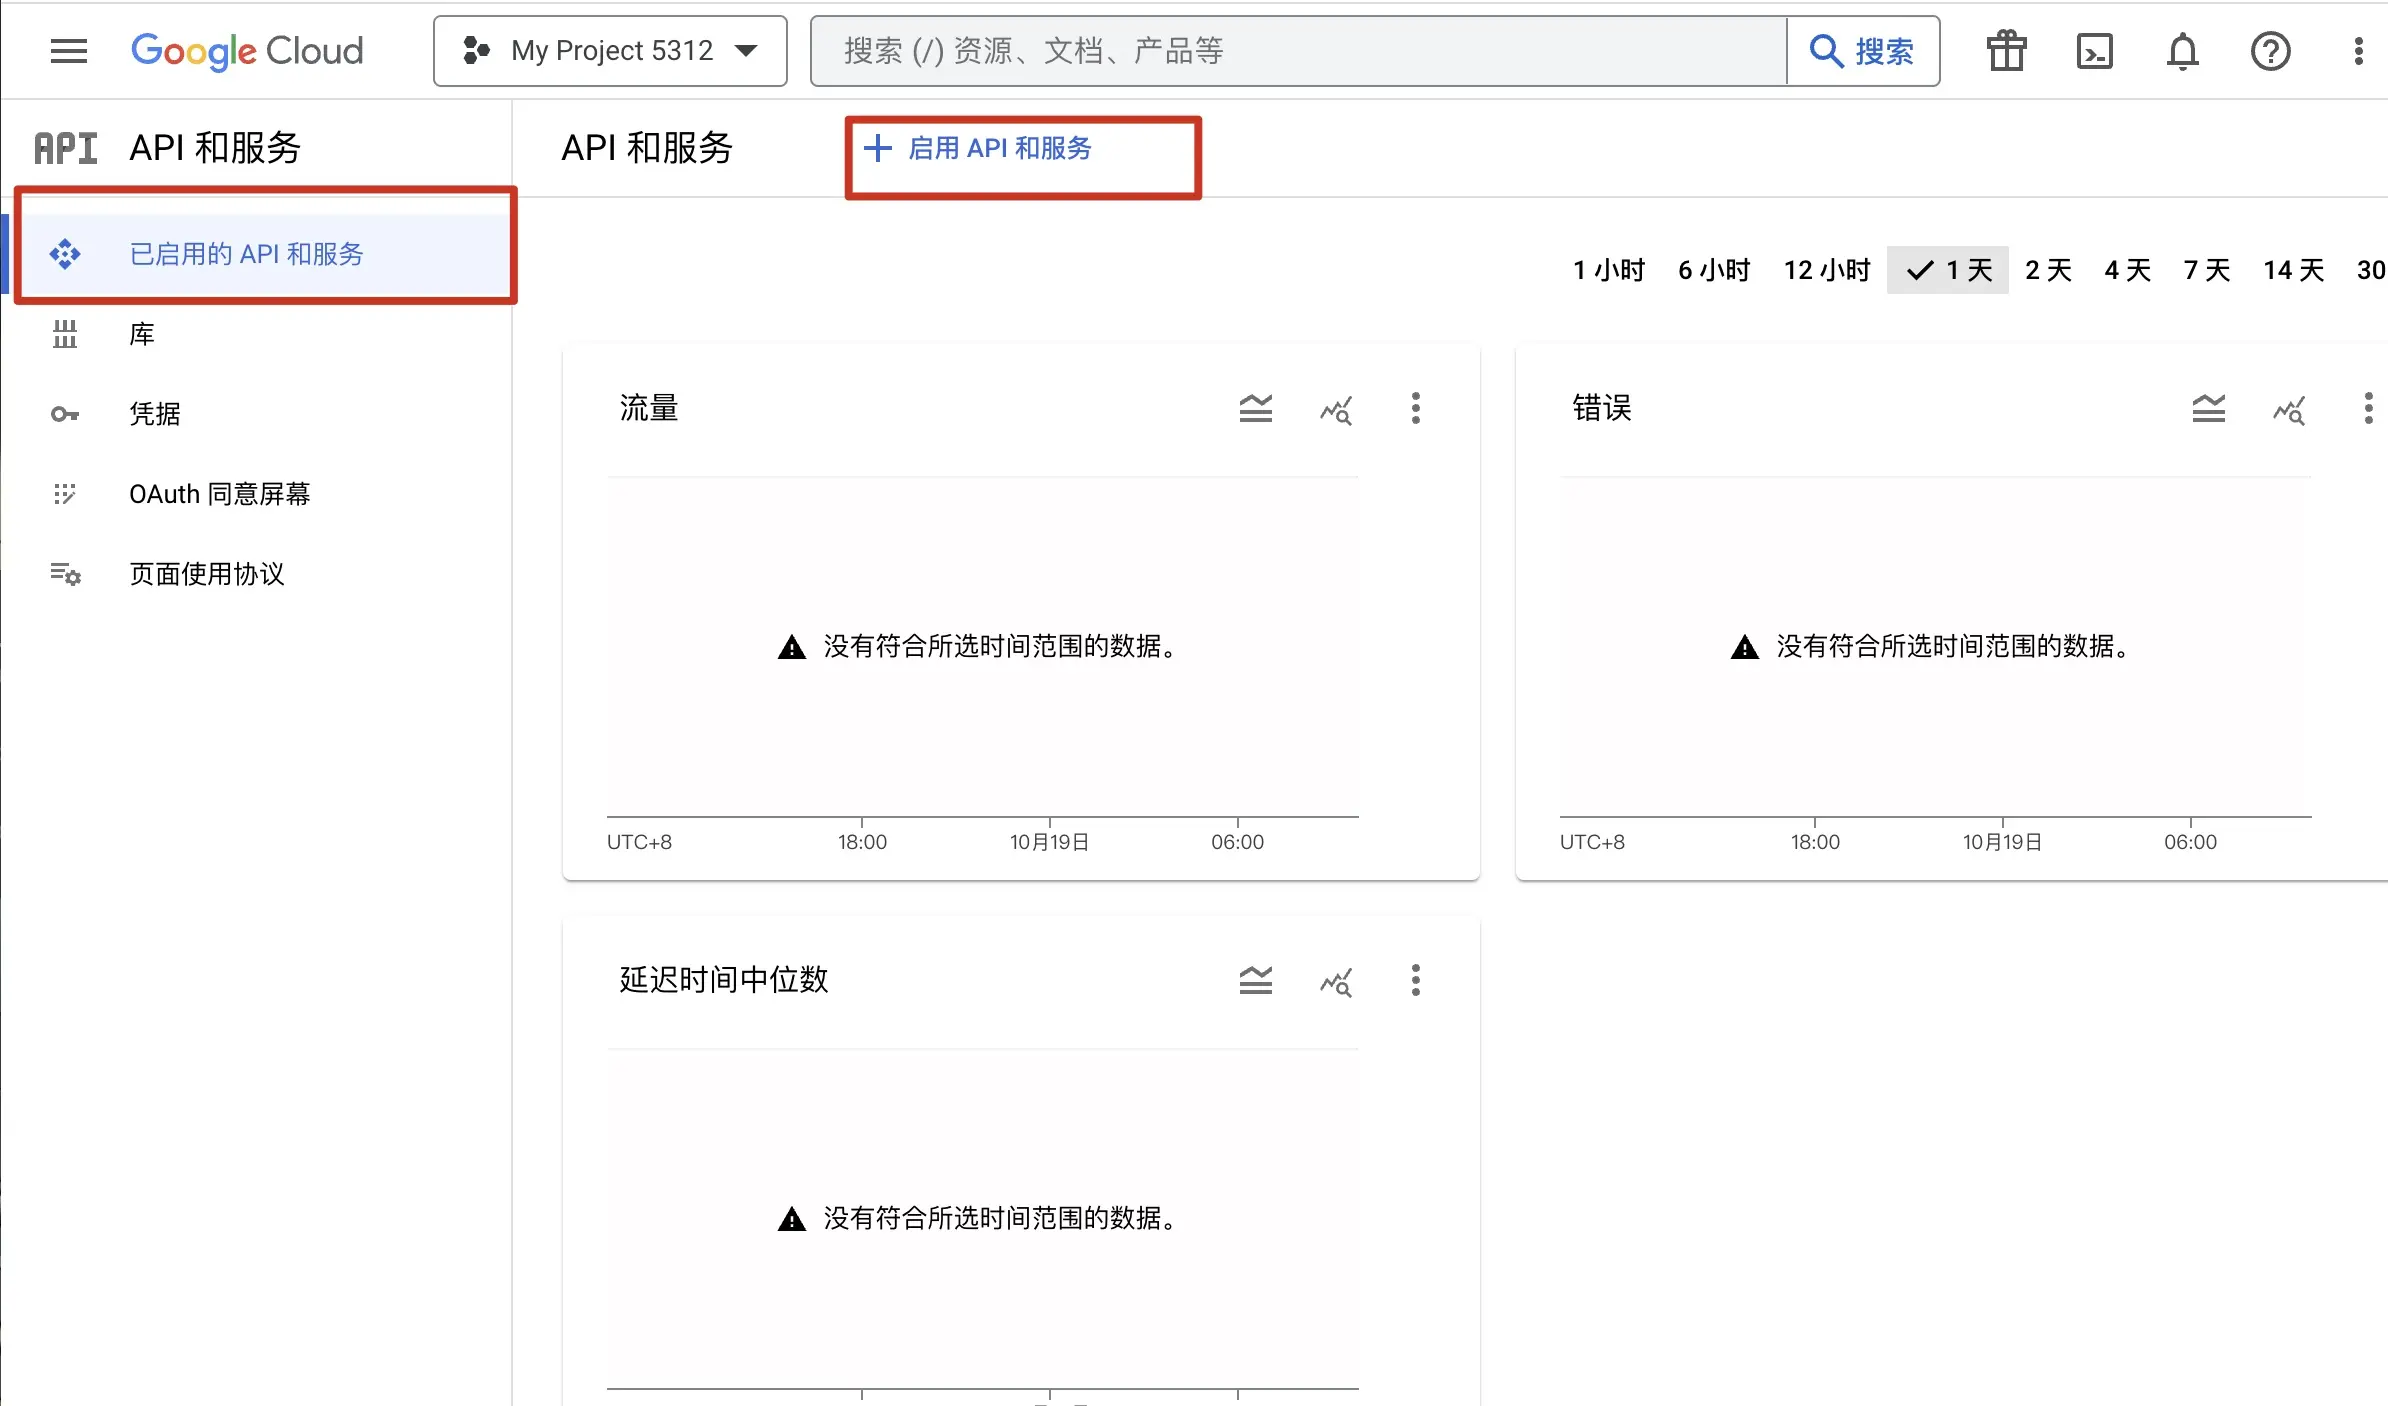 Google Cloud
My Project 5312
搜索 (/) 资源、文档、产品等
搜索
API API 和服务
API 和服务
启用 API 和服务
已启用的 API 和服务
库
凭据
OAuth 同意屏幕
页面使用协议
1 小时 6 小时 12 小时 1 天 2 天 4 天 7 天 14 天 30
流量
没有符合所选时间范围的数据。
UTC+8 18:00 10月19日 06:00
错误
没有符合所选时间范围的数据。
UTC+8 18:00 10月19日 06:00
延迟时间中位数
没有符合所选时间范围的数据。